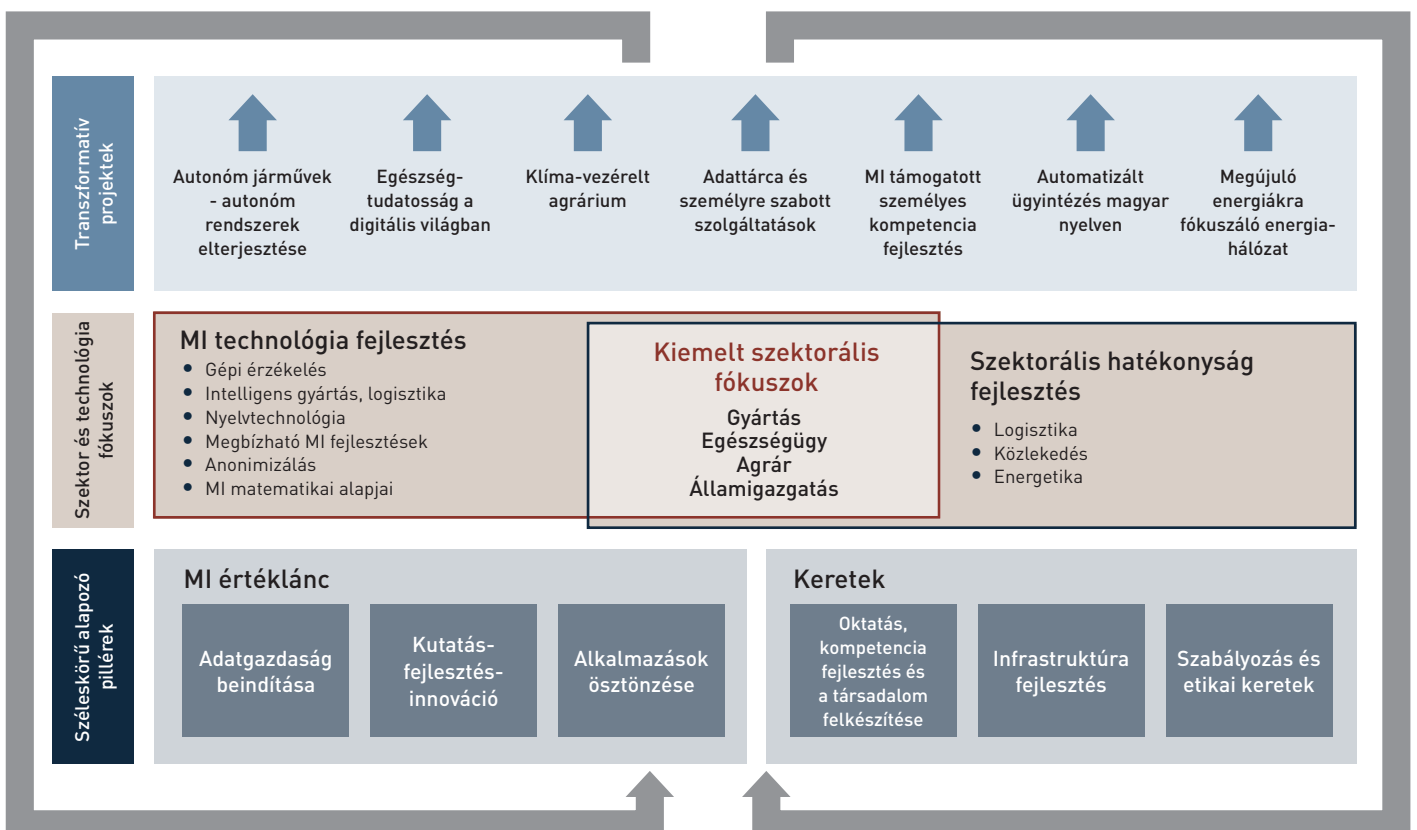 Transzformatív
projektek
Autonóm járművek
- autonóm
rendszerek
elterjesztése
Egészség-
tudatosság a
digitális világban
Klíma-vezérelt
agrárium
Adattárca és
személyre szabott
szolgáltatások
MI támogatott
személyes
kompetencia
fejlesztés
Automatizált
ügyintézés magyar
nyelven
Megújuló
energiákra
fókuszáló energia-
hálózat
Szektor és technológia
fókuszok
MI technológia fejlesztés
• Gépi érzékelés
• Intelligens gyártás, logisztika
• Nyelvtechnológia
• Megbízható MI fejlesztések
• Anonimizálás
• MI matematikai alapjai
Kiemelt szektorális
fókuszok
Gyártás
Egészségügy
Agrár
Államigazgatás
Szektorális hatékonyság
fejlesztés
• Logisztika
• Közlekedés
• Energetika
Széleskörű alapozó
pillérek
MI értéklánc
Adatgazdaság
beindítása
Kutatás-
fejlesztés-
innováció
Alkalmazások
ösztönzése
Keretek
Oktatás,
kompetencia
fejlesztés és
a társadalom
felkészítése
Infrastruktúra
fejlesztés
Szabályozás és
etikai keretek